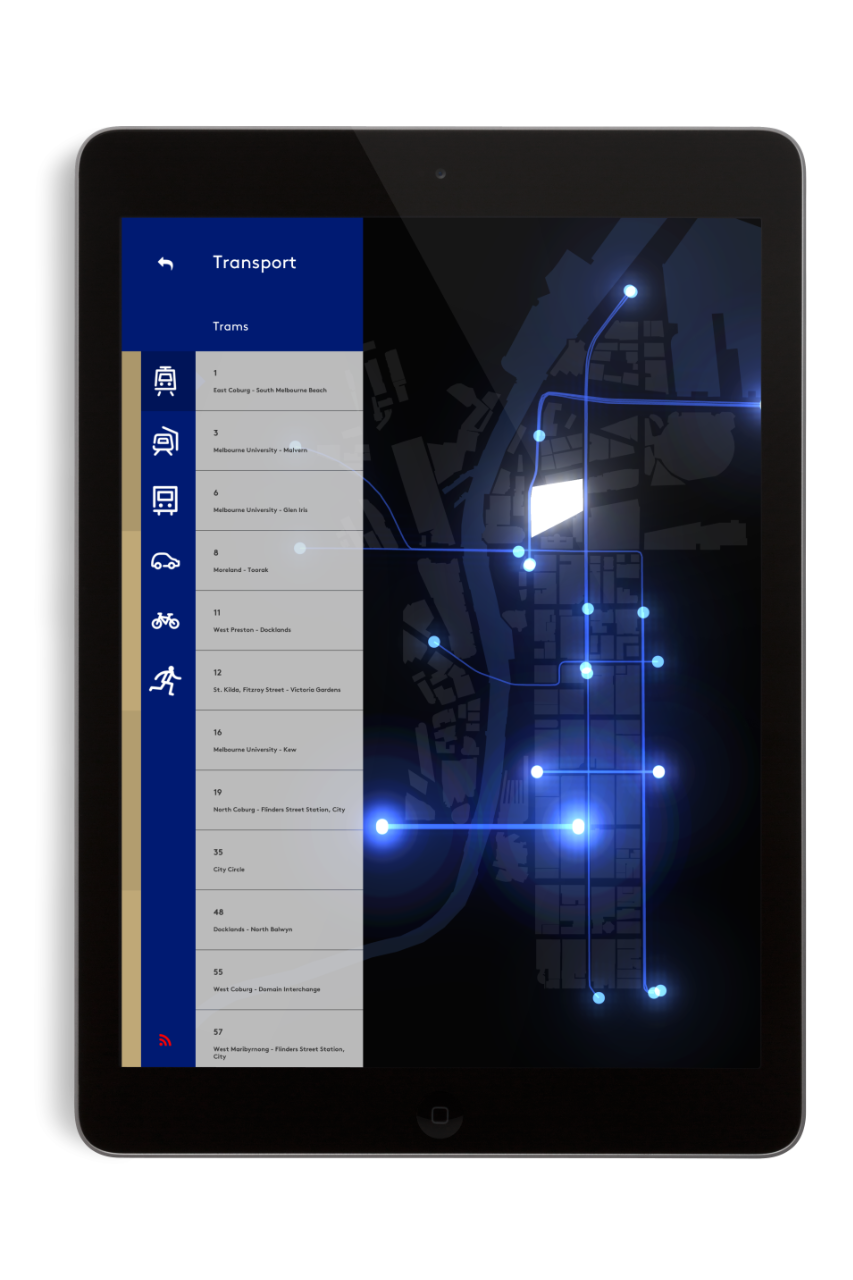 Transport
Trams
1
East Coburg - South Melbourne Beach
3
Melbourne University - Malvern
6
Melbourne University - Glen Iris
8
Moreland - Toorak
11
West Preston - Docklands
12
St. Kilda, Fitzroy Street - Victoria Gardens
16
Melbourne University - Kew
19
North Coburg - Flinders Street Station, City
35
City Circle
48
Docklands - North Balwyn
55
West Coburg - Domain Interchange
57
West Maribyrnong - Flinders Street Station,
City